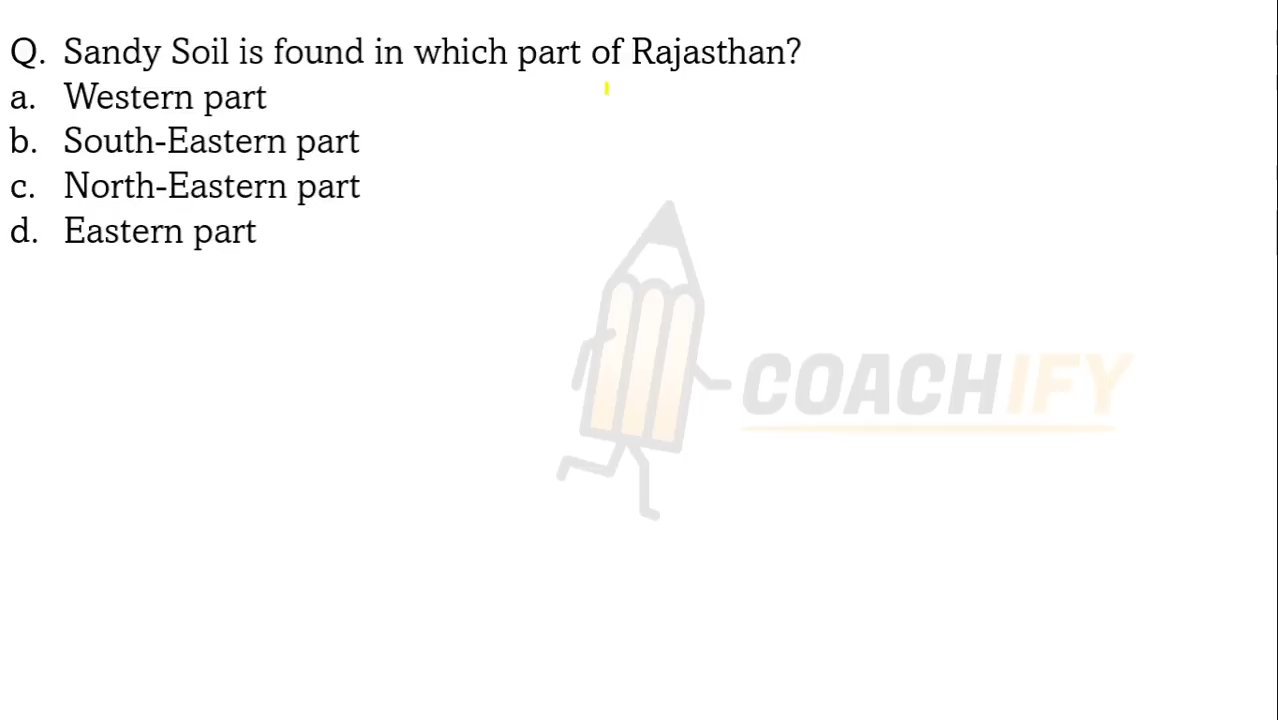 Q. Sandy Soil is found in which part of Rajasthan?
a. Western part
b. South-Eastern part
c. North-Eastern part
d. Eastern part
COACHIFY